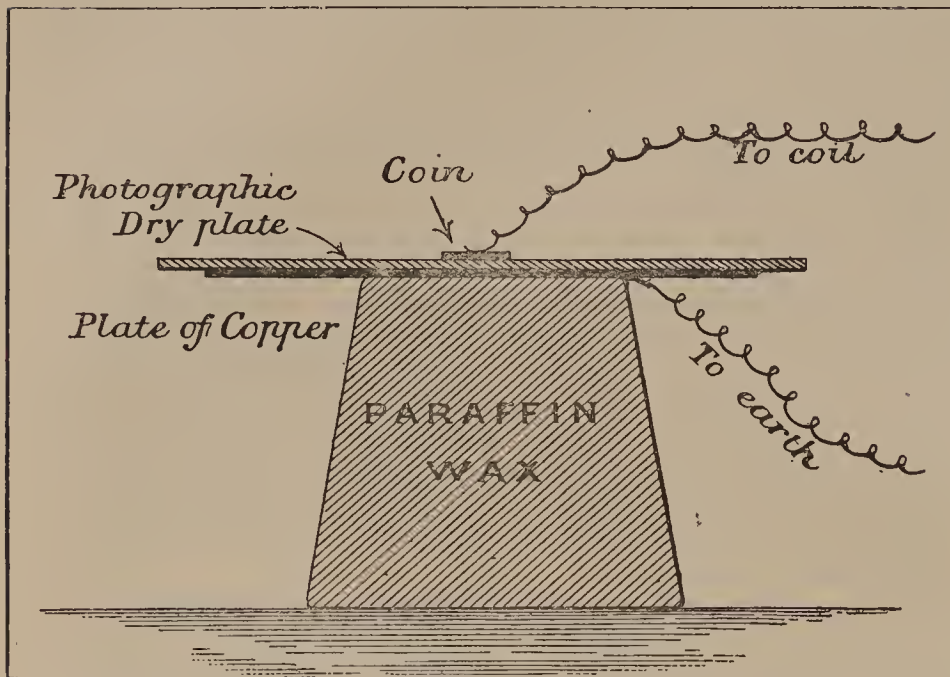 Photographic
Dry plate
Coin
To coil
Plate of Copper
To earth
PARAFFIN
WAX